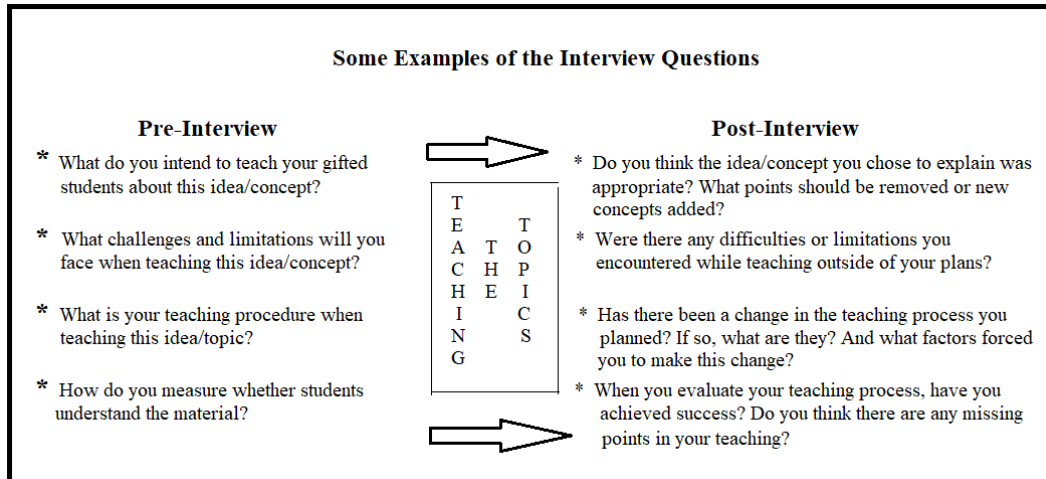 Some Examples of the Interview Questions
Pre-Interview
* What do you intend to teach your gifted
students about this idea/concept?
* What challenges and limitations will you
face when teaching this idea/concept?
* What is your teaching procedure when
teaching this idea/topic?
* How do you measure whether students
understand the material?
TEACHING
THE
TOPICS
Post-Interview
* Do you think the idea/concept you chose to explain was
appropriate? What points should be removed or new
concepts added?
* Were there any difficulties or limitations you
encountered while teaching outside of your plans?
* Has there been a change in the teaching process you
planned? If so, what are they? And what factors forced
you to make this change?
* When you evaluate your teaching process, have you
achieved success? Do you think there are any missing
points in your teaching?